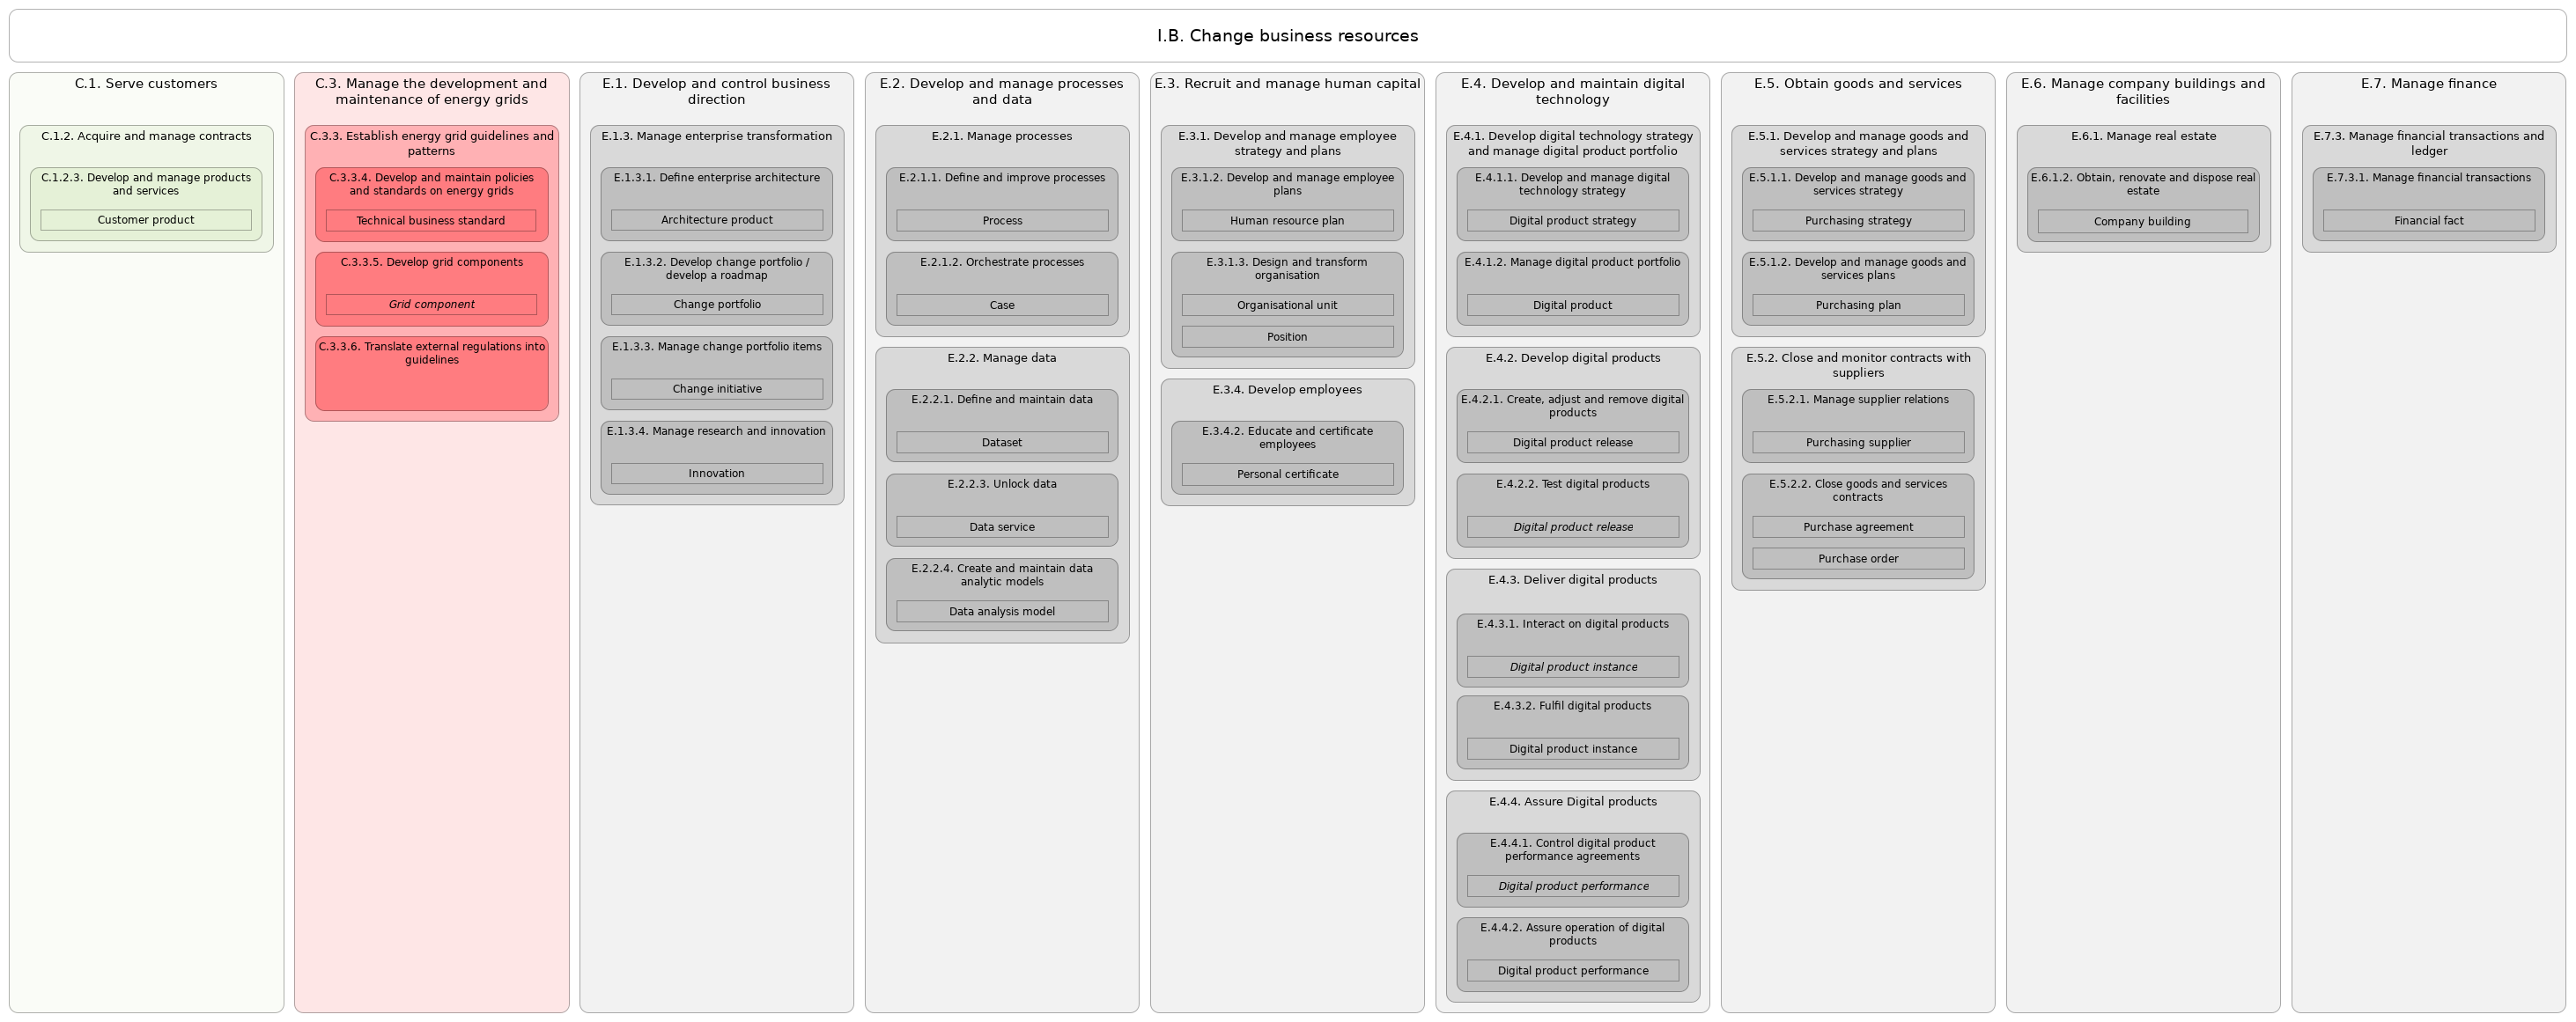 I.B. Change business resources
C.1. Serve customers
C.1.2. Acquire and manage contracts
C.1.2.3. Develop and manage products
and services
Customer product
C.3. Manage the development and
maintenance of energy grids
C.3.3. Establish energy grid guidelines and
patterns
C.3.3.4. Develop and maintain policies
and standards on energy grids
Technical business standard
C.3.3.5. Develop grid components
Grid component
C.3.3.6. Translate external regulations into
guidelines
E.1. Develop and control business
direction
E.1.3. Manage enterprise transformation
E.1.3.1. Define enterprise architecture
Architecture product
E.1.3.2. Develop change portfolio /
develop a roadmap
Change portfolio
E.1.3.3. Manage change portfolio items
Change initiative
E.1.3.4. Manage research and innovation
Innovation
E.2. Develop and manage processes
and data
E.2.1. Manage processes
E.2.1.1. Define and improve processes
Process
E.2.1.2. Orchestrate processes
Case
E.2.2. Manage data
E.2.2.1. Define and maintain data
Dataset
E.2.2.3. Unlock data
Data service
E.2.2.4. Create and maintain data
analytic models
Data analysis model
E.3. Recruit and manage human capital
E.3.1. Develop and manage employee
strategy and plans
E.3.1.2. Develop and manage employee
plans
Human resource plan
E.3.1.3. Design and transform
organisation
Organisational unit
Position
E.3.4. Develop employees
E.3.4.2. Educate and certificate
employees
Personal certificate
E.4. Develop and maintain digital
technology
E.4.1. Develop digital technology strategy
and manage digital product portfolio
E.4.1.1. Develop and manage digital
technology strategy
Digital product strategy
E.4.1.2. Manage digital product portfolio
Digital product
E.4.2. Develop digital products
E.4.2.1. Create, adjust and remove digital
products
Digital product release
E.4.2.2. Test digital products
Digital product release
E.4.3. Deliver digital products
E.4.3.1. Interact on digital products
Digital product instance
E.4.3.2. Fulfil digital products
Digital product instance
E.4.4. Assure Digital products
E.4.4.1. Control digital product
performance agreements
Digital product performance
E.4.4.2. Assure operation of digital
products
Digital product performance
E.5. Obtain goods and services
E.5.1. Develop and manage goods and
services strategy and plans
E.5.1.1. Develop and manage goods and
services strategy
Purchasing strategy
E.5.1.2. Develop and manage goods and
services plans
Purchasing plan
E.5.2. Close and monitor contracts with
suppliers
E.5.2.1. Manage supplier relations
Purchasing supplier
E.5.2.2. Close goods and services
contracts
Purchase agreement
Purchase order
E.6. Manage company buildings and
facilities
E.6.1. Manage real estate
E.6.1.2. Obtain, renovate and dispose real
estate
Company building
E.7. Manage finance
E.7.3. Manage financial transactions and
ledger
E.7.3.1. Manage financial transactions
Financial fact